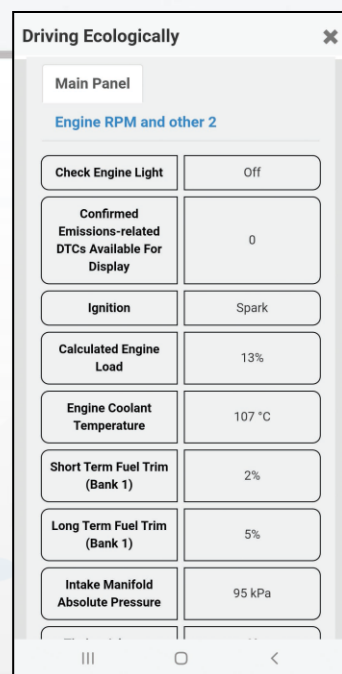 Driving Ecologically
Main Panel
Engine RPM and other 2
Check Engine Light
Off
Confirmed
Emissions-related
DTCs Available For
Display
0
Ignition
Spark
Calculated Engine
Load
13%
Engine Coolant
Temperature
107 °C
Short Term Fuel Trim
(Bank 1)
2%
Long Term Fuel Trim
(Bank 1)
5%
Intake Manifold
Absolute Pressure
95 kPa